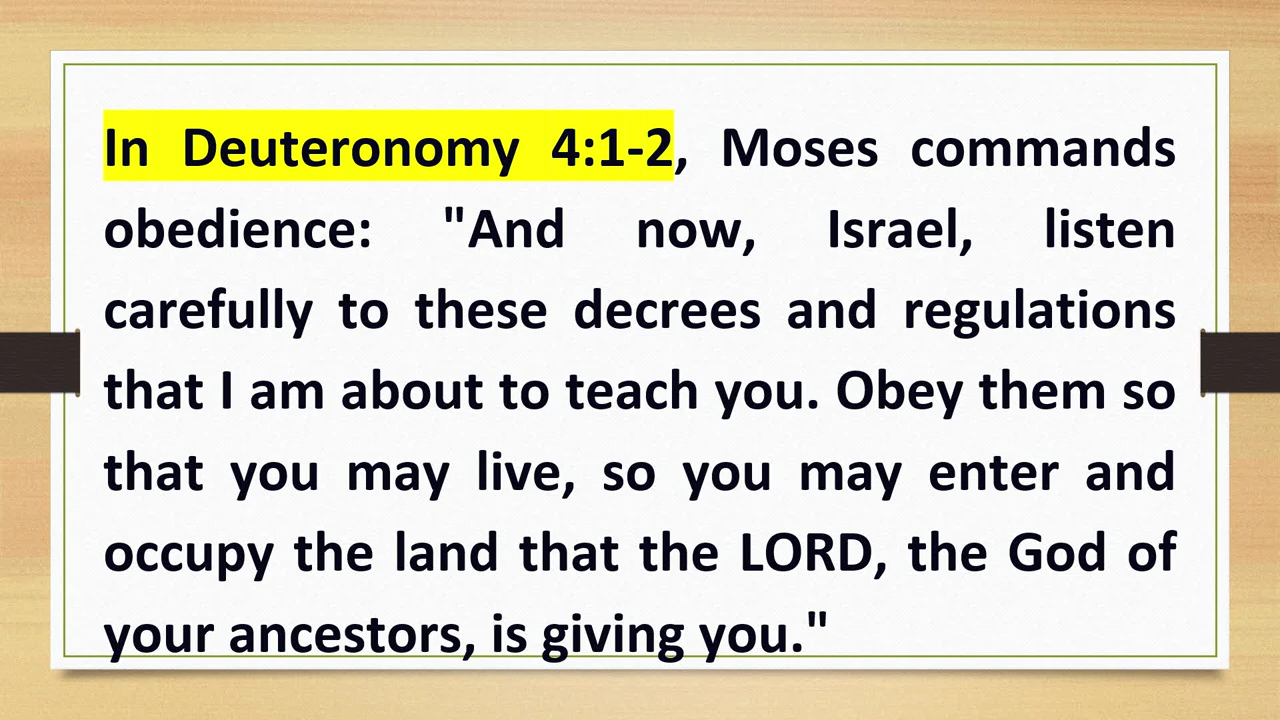 In Deuteronomy 4:1-2, Moses commands
obedience: "And now, Israel, listen
carefully to these decrees and regulations
that I am about to teach you. Obey them so
that you may live, so you may enter and
occupy the land that the LORD, the God of
your ancestors, is giving you."